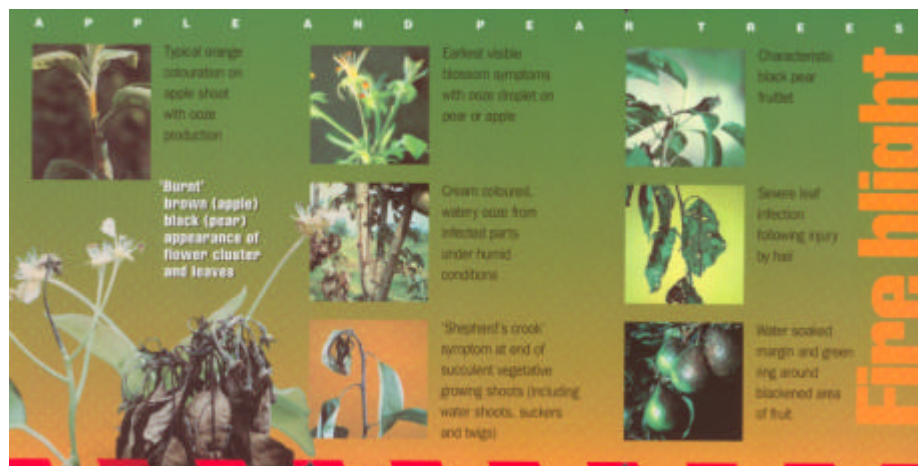 APPLE AND PEAR TREES
Typical orange
colouration on
apple shoot
with ooze
production
'Burnt'
brown (apple)
black (pear)
appearance of
flower cluster
and leaves
Earliest visible
blossom symptoms
with ooze droplet on
pear or apple
Cream coloured,
watery ooze from
infected parts
under humid
conditions
'Shepherd's crook'
symptom at end of
succulent vegetative
growing shoots (including
water shoots, suckers
and twigs)
Characteristic
black pear
fruitlet
Severe leaf
infection
following injury
by hail
Water soaked
margin and green
ring around
blackened area
of fruit
Fire blight